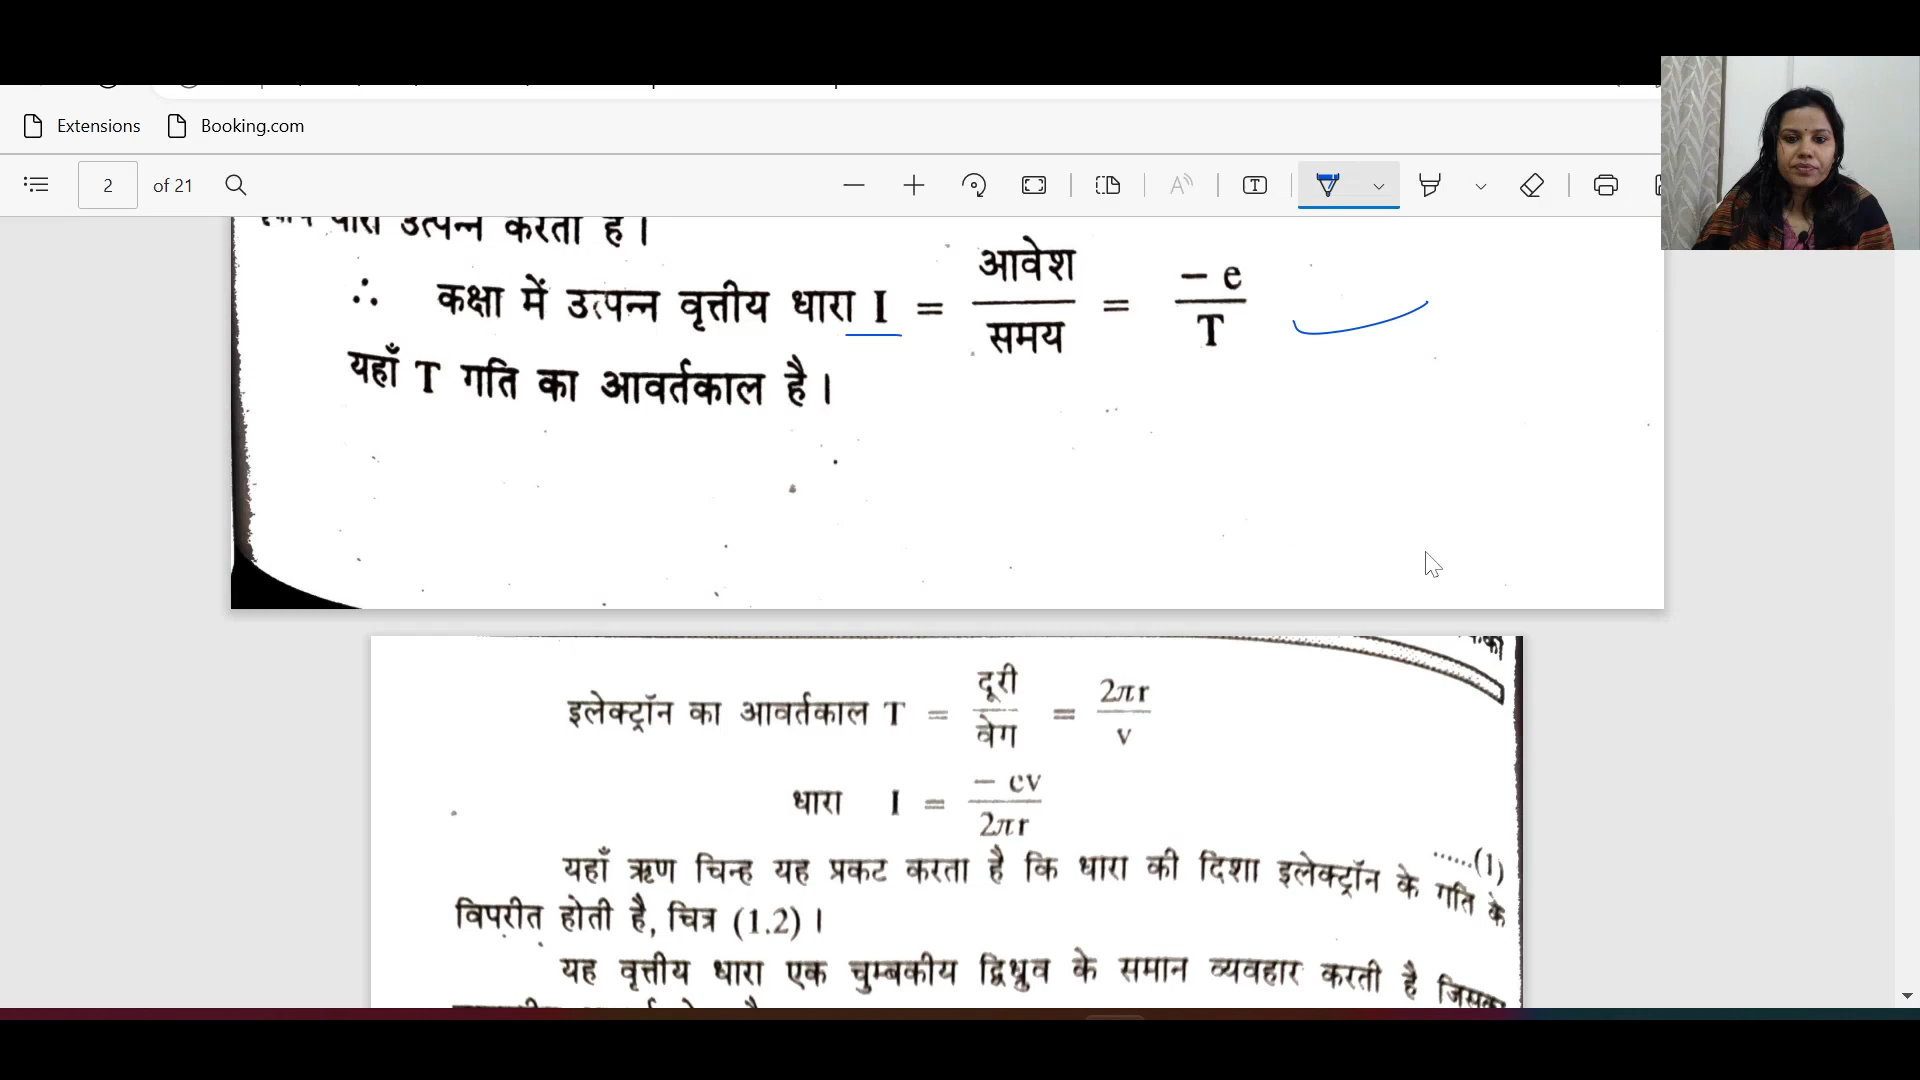 Extensions Booking.com
2 of 21
धारा उत्पन्न करता है।
∴ कक्षा में उत्पन्न वृत्तीय धारा I = आवेश / समय = – e / T
यहाँ T गति का आवर्तकाल है।
इलेक्ट्रॉन का आवर्तकाल T = दूरी / वेग = 2πr / v
धारा I = – ev / 2πr
......(1)
यहाँ ऋण चिन्ह यह प्रकट करता है कि धारा की दिशा इलेक्ट्रॉन के गति के
विपरीत होती है, चित्र (1.2)।
यह वृत्तीय धारा एक चुम्बकीय द्विध्रुव के समान व्यवहार करती है जिसका